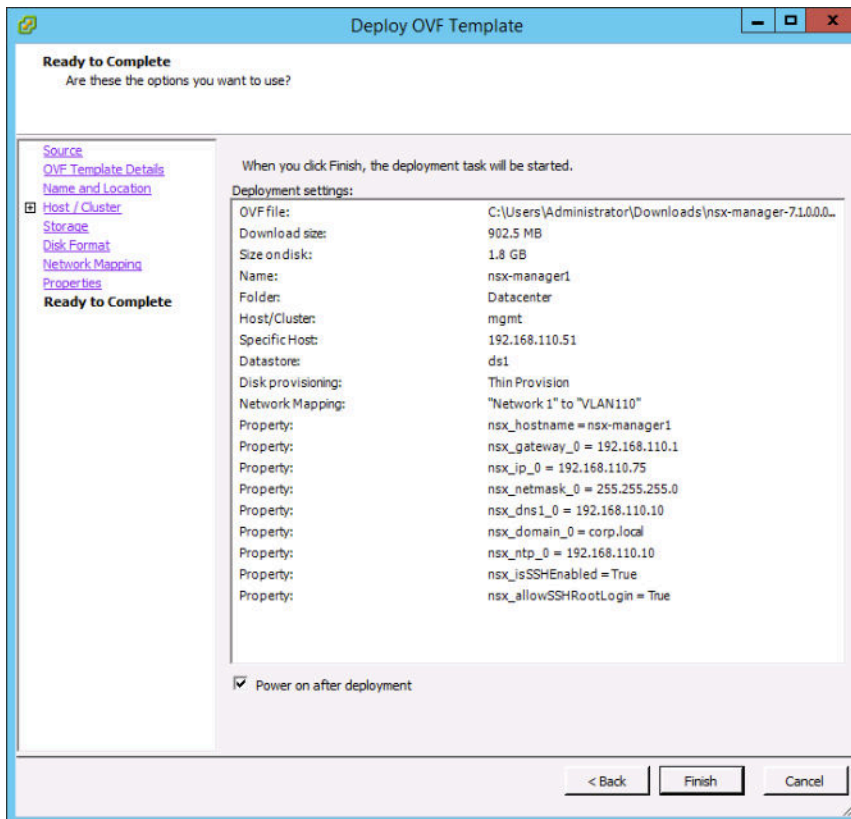 Deploy OVF Template
Ready to Complete
Are these the options you want to use?
Source
OVF Template Details
Name and Location
Host / Cluster
Storage
Disk Format
Network Mapping
Properties
Ready to Complete
When you click Finish, the deployment task will be started.
Deployment settings:
OVF file: C:\Users\Administrator\Downloads\nsx-manager-7.1.0.0.0...
Download size: 902.5 MB
Size on disk: 1.8 GB
Name: nsx-manager1
Folder: Datacenter
Host/Cluster: mgmt
Specific Host: 192.168.110.51
Datastore: ds1
Disk provisioning: Thin Provision
Network Mapping: "Network 1" to "VLAN110"
Property: nsx_hostname = nsx-manager1
Property: nsx_gateway_0 = 192.168.110.1
Property: nsx_ip_0 = 192.168.110.75
Property: nsx_netmask_0 = 255.255.255.0
Property: nsx_dns1_0 = 192.168.110.10
Property: nsx_domain_0 = corp.local
Property: nsx_ntp_0 = 192.168.110.10
Property: nsx_isSSHEnabled = True
Property: nsx_allowSSHRootLogin = True
Power on after deployment
< Back Finish Cancel